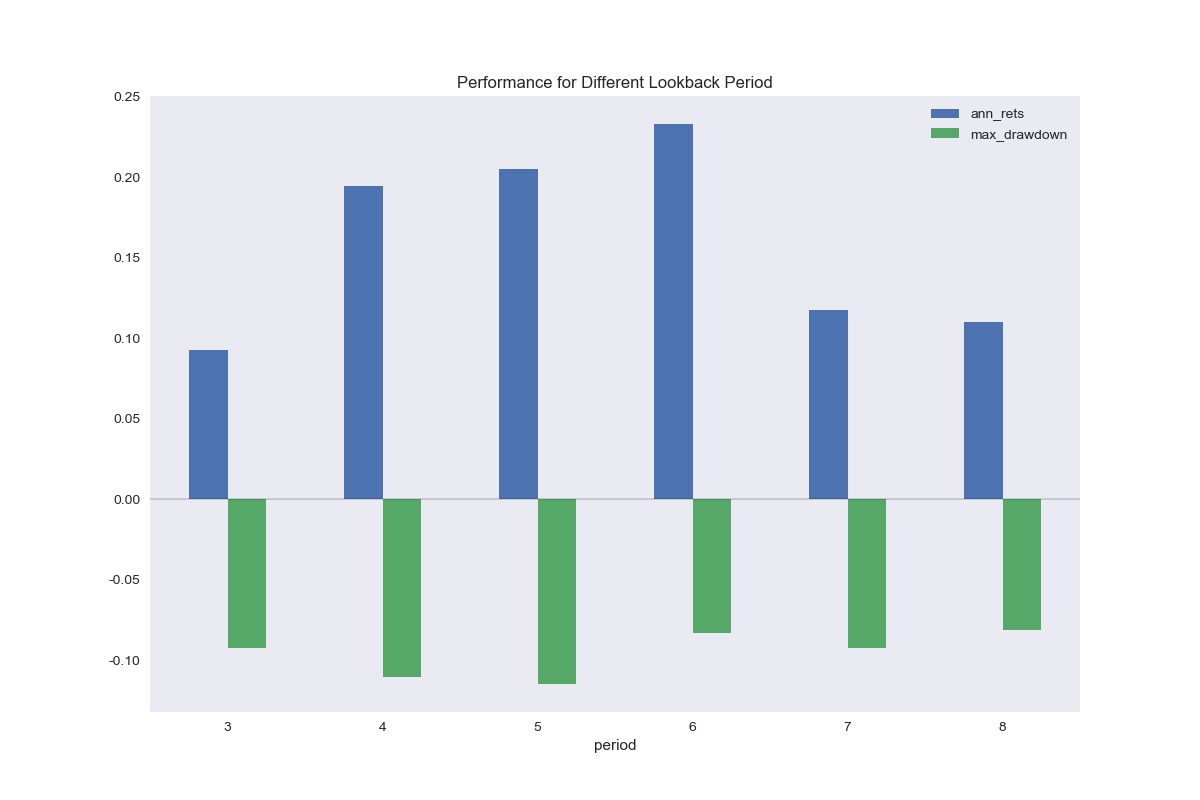 Performance for Different Lookback Period
0.25
0.20
0.15
0.10
0.05
0.00
-0.05
-0.10
ann_rets
max_drawdown
3 4 5 6 7 8
period